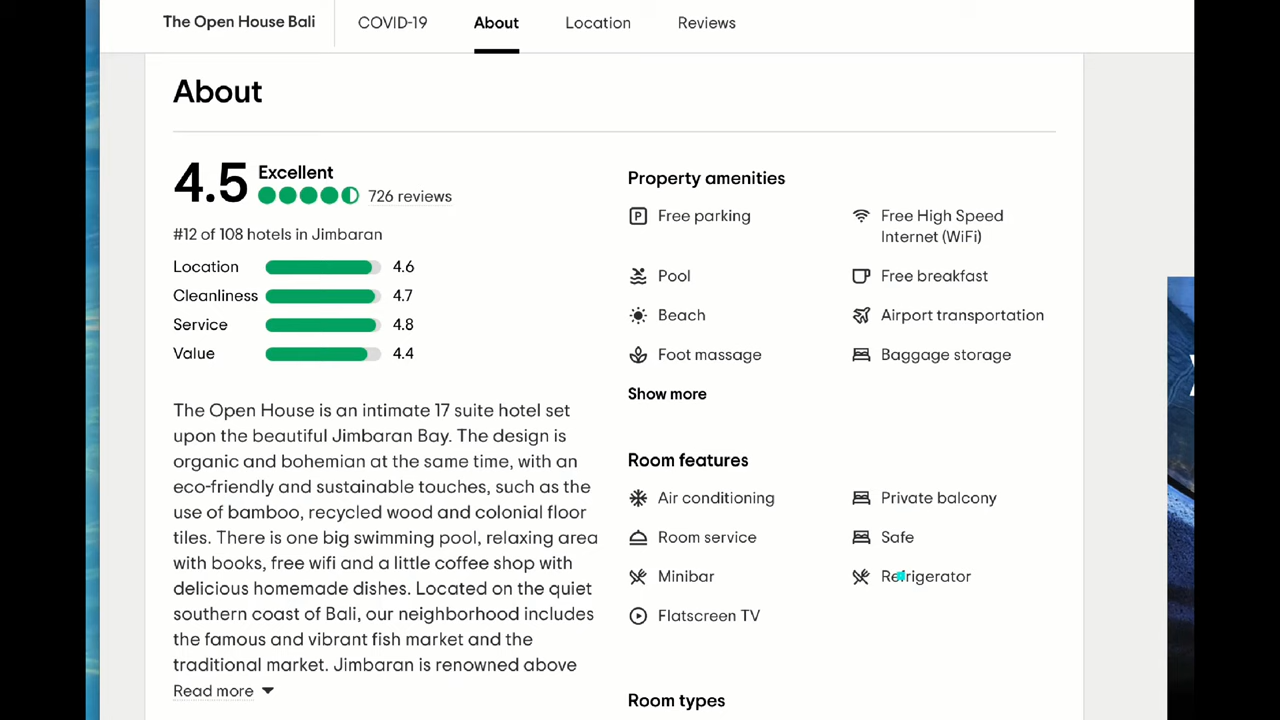 The Open House Bali
COVID-19
About
Location
Reviews
About
4.5
Excellent
726 reviews
#12 of 108 hotels in Jimbaran
Location 4.6
Cleanliness 4.7
Service 4.8
Value 4.4
The Open House is an intimate 17 suite hotel set
upon the beautiful Jimbaran Bay. The design is
organic and bohemian at the same time, with an
eco-friendly and sustainable touches, such as the
use of bamboo, recycled wood and colonial floor
tiles. There is one big swimming pool, relaxing area
with books, free wifi and a little coffee shop with
delicious homemade dishes. Located on the quiet
southern coast of Bali, our neighborhood includes
the famous and vibrant fish market and the
traditional market. Jimbaran is renowned above
Read more
Property amenities
Free parking
Free High Speed
Internet (WiFi)
Pool
Free breakfast
Beach
Airport transportation
Foot massage
Baggage storage
Show more
Room features
Air conditioning
Private balcony
Room service
Safe
Minibar
Refrigerator
Flatscreen TV
Room types